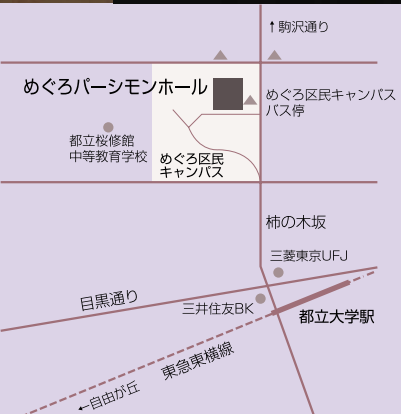 ↑駒沢通り
めぐろパーシモンホール
めぐろ区民キャンパス
バス停
都立桜修館
中等教育学校
めぐろ区民
キャンパス
柿の木坂
三菱東京UFJ
目黒通り
三井住友BK
都立大学駅
東急東横線
←自由が丘